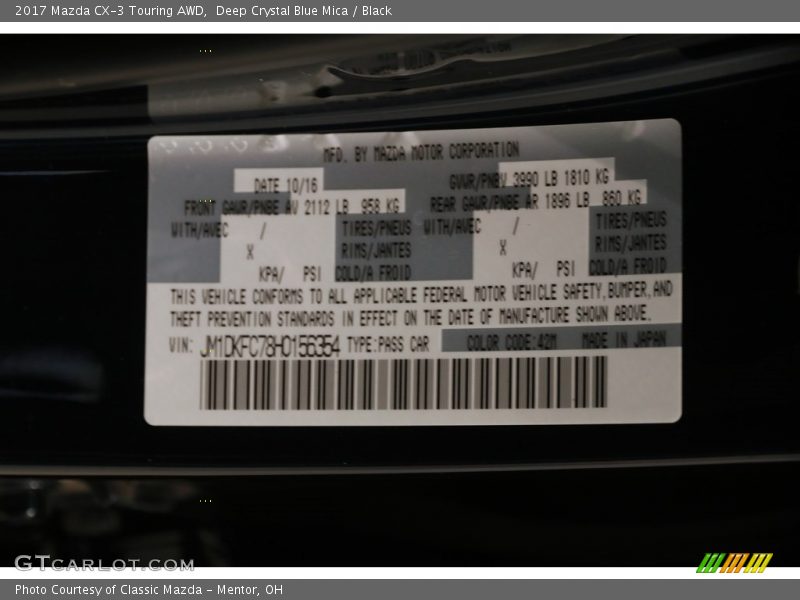 2017 Mazda CX-3 Touring AWD,  Deep Crystal Blue Mica / Black
MFD. BY MAZDA MOTOR CORPORATION
DATE 10/16 GVWR/PNBV 3990 LB 1810 KG
FRONT GAWR/PNBE AV 2112 LB 958 KG REAR GAWR/PNBE AR 1896 LB 860 KG
WITH/AVEC / TIRES/PNEUS WITH/AVEC / TIRES/PNEUS
X RIMS/JANTES X RIMS/JANTES
KPA/ PSI COLD/A FROID KPA/ PSI COLD/A FROID
THIS VEHICLE CONFORMS TO ALL APPLICABLE FEDERAL MOTOR VEHICLE SAFETY,BUMPER,AND
THEFT PREVENTION STANDARDS IN EFFECT ON THE DATE OF MANUFACTURE SHOWN ABOVE.
VIN: JM1DKFC78H0156354 TYPE:PASS CAR COLOR CODE:42M MADE IN JAPAN
GTCARLOT.COM
Photo Courtesy of Classic Mazda - Mentor, OH